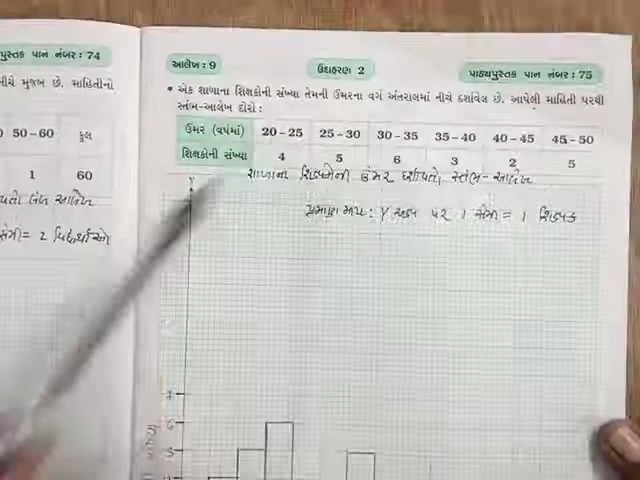 પુસ્તક પાન નંબર : 74
નીચે મુજબ છે. માહિતીનો
50-60 કુલ
1 60
સેમી = 2 વિદ્યાર્થીઓ
આલેખ : 9 ઉદાહરણ 2 પાઠ્યપુસ્તક પાન નંબર : 75
• એક શાળાના શિક્ષકોની સંખ્યા તેમની ઉંમરના વર્ગ અંતરાલમાં નીચે દર્શાવેલ છે. આપેલી માહિતી પરથી
સ્તંભ-આલેખ દોરો :
ઉંમર (વર્ષમાં) 20-25 25-30 30-35 35-40 40-45 45-50
શિક્ષકોની સંખ્યા 4 5 6 3 2 5
શાળાના શિક્ષકોની ઉંમર દર્શાવતો સ્તંભ-આલેખ
પ્રમાણમાપ : Y અક્ષ પર 1 સેમી = 1 શિક્ષક
Y
7
6
5